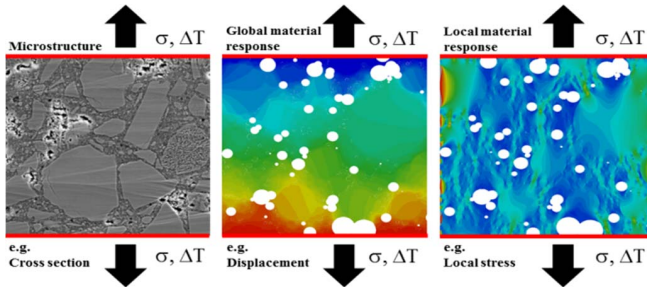 Microstructure
σ, ΔT
Global material
response
σ, ΔT
Local material
response
σ, ΔT
e.g.
Cross section
σ, ΔT
e.g.
Displacement
σ, ΔT
e.g.
Local stress
σ, ΔT